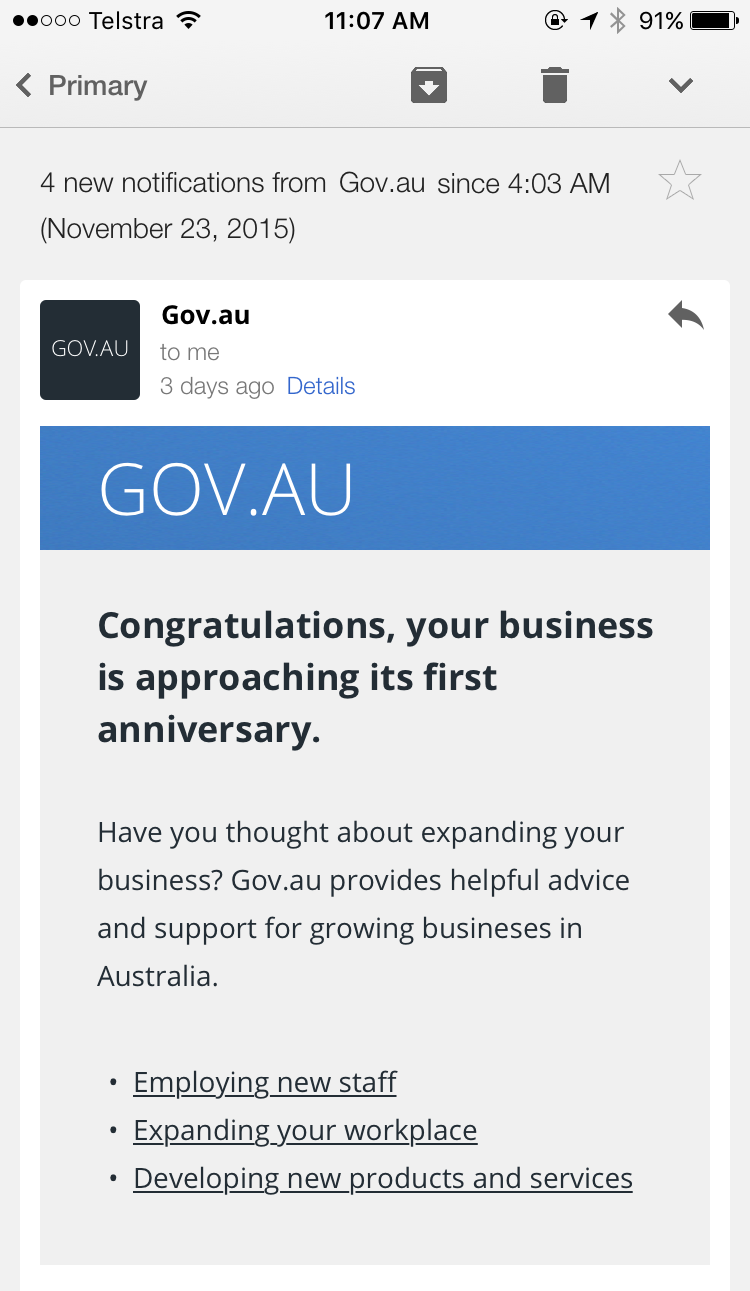 Telstra 11:07 AM 91%
Primary
4 new notifications from Gov.au since 4:03 AM
(November 23, 2015)
GOV.AU
Gov.au
to me
3 days ago Details
GOV.AU
Congratulations, your business
is approaching its first
anniversary.
Have you thought about expanding your
business? Gov.au provides helpful advice
and support for growing busineses in
Australia.
• Employing new staff
• Expanding your workplace
• Developing new products and services